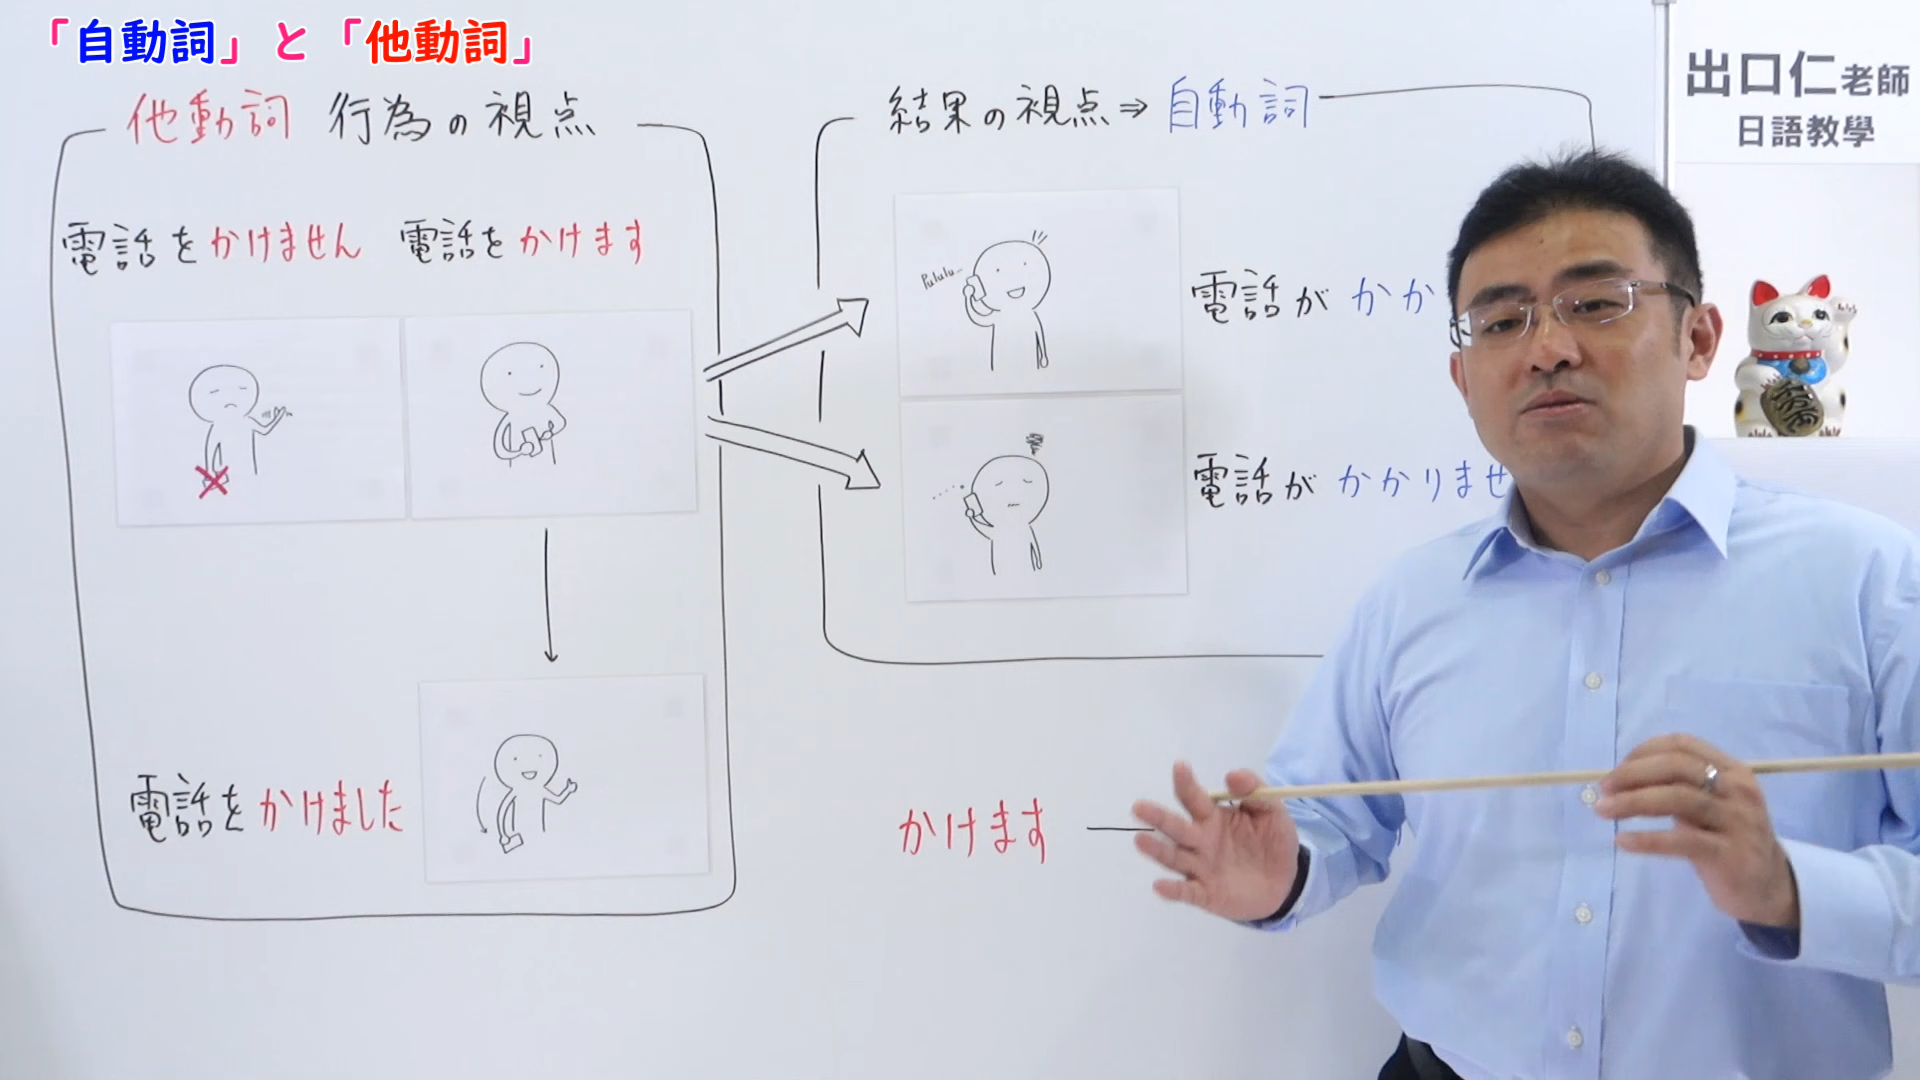 「自動詞」と「他動詞」
他動詞 行為の視点
電話をかけません 電話をかけます
電話をかけました
結果の視点⇒自動詞
Pululu...
電話が かか
電話が かかりませ
かけます
出口仁老師
日語教學
千万両